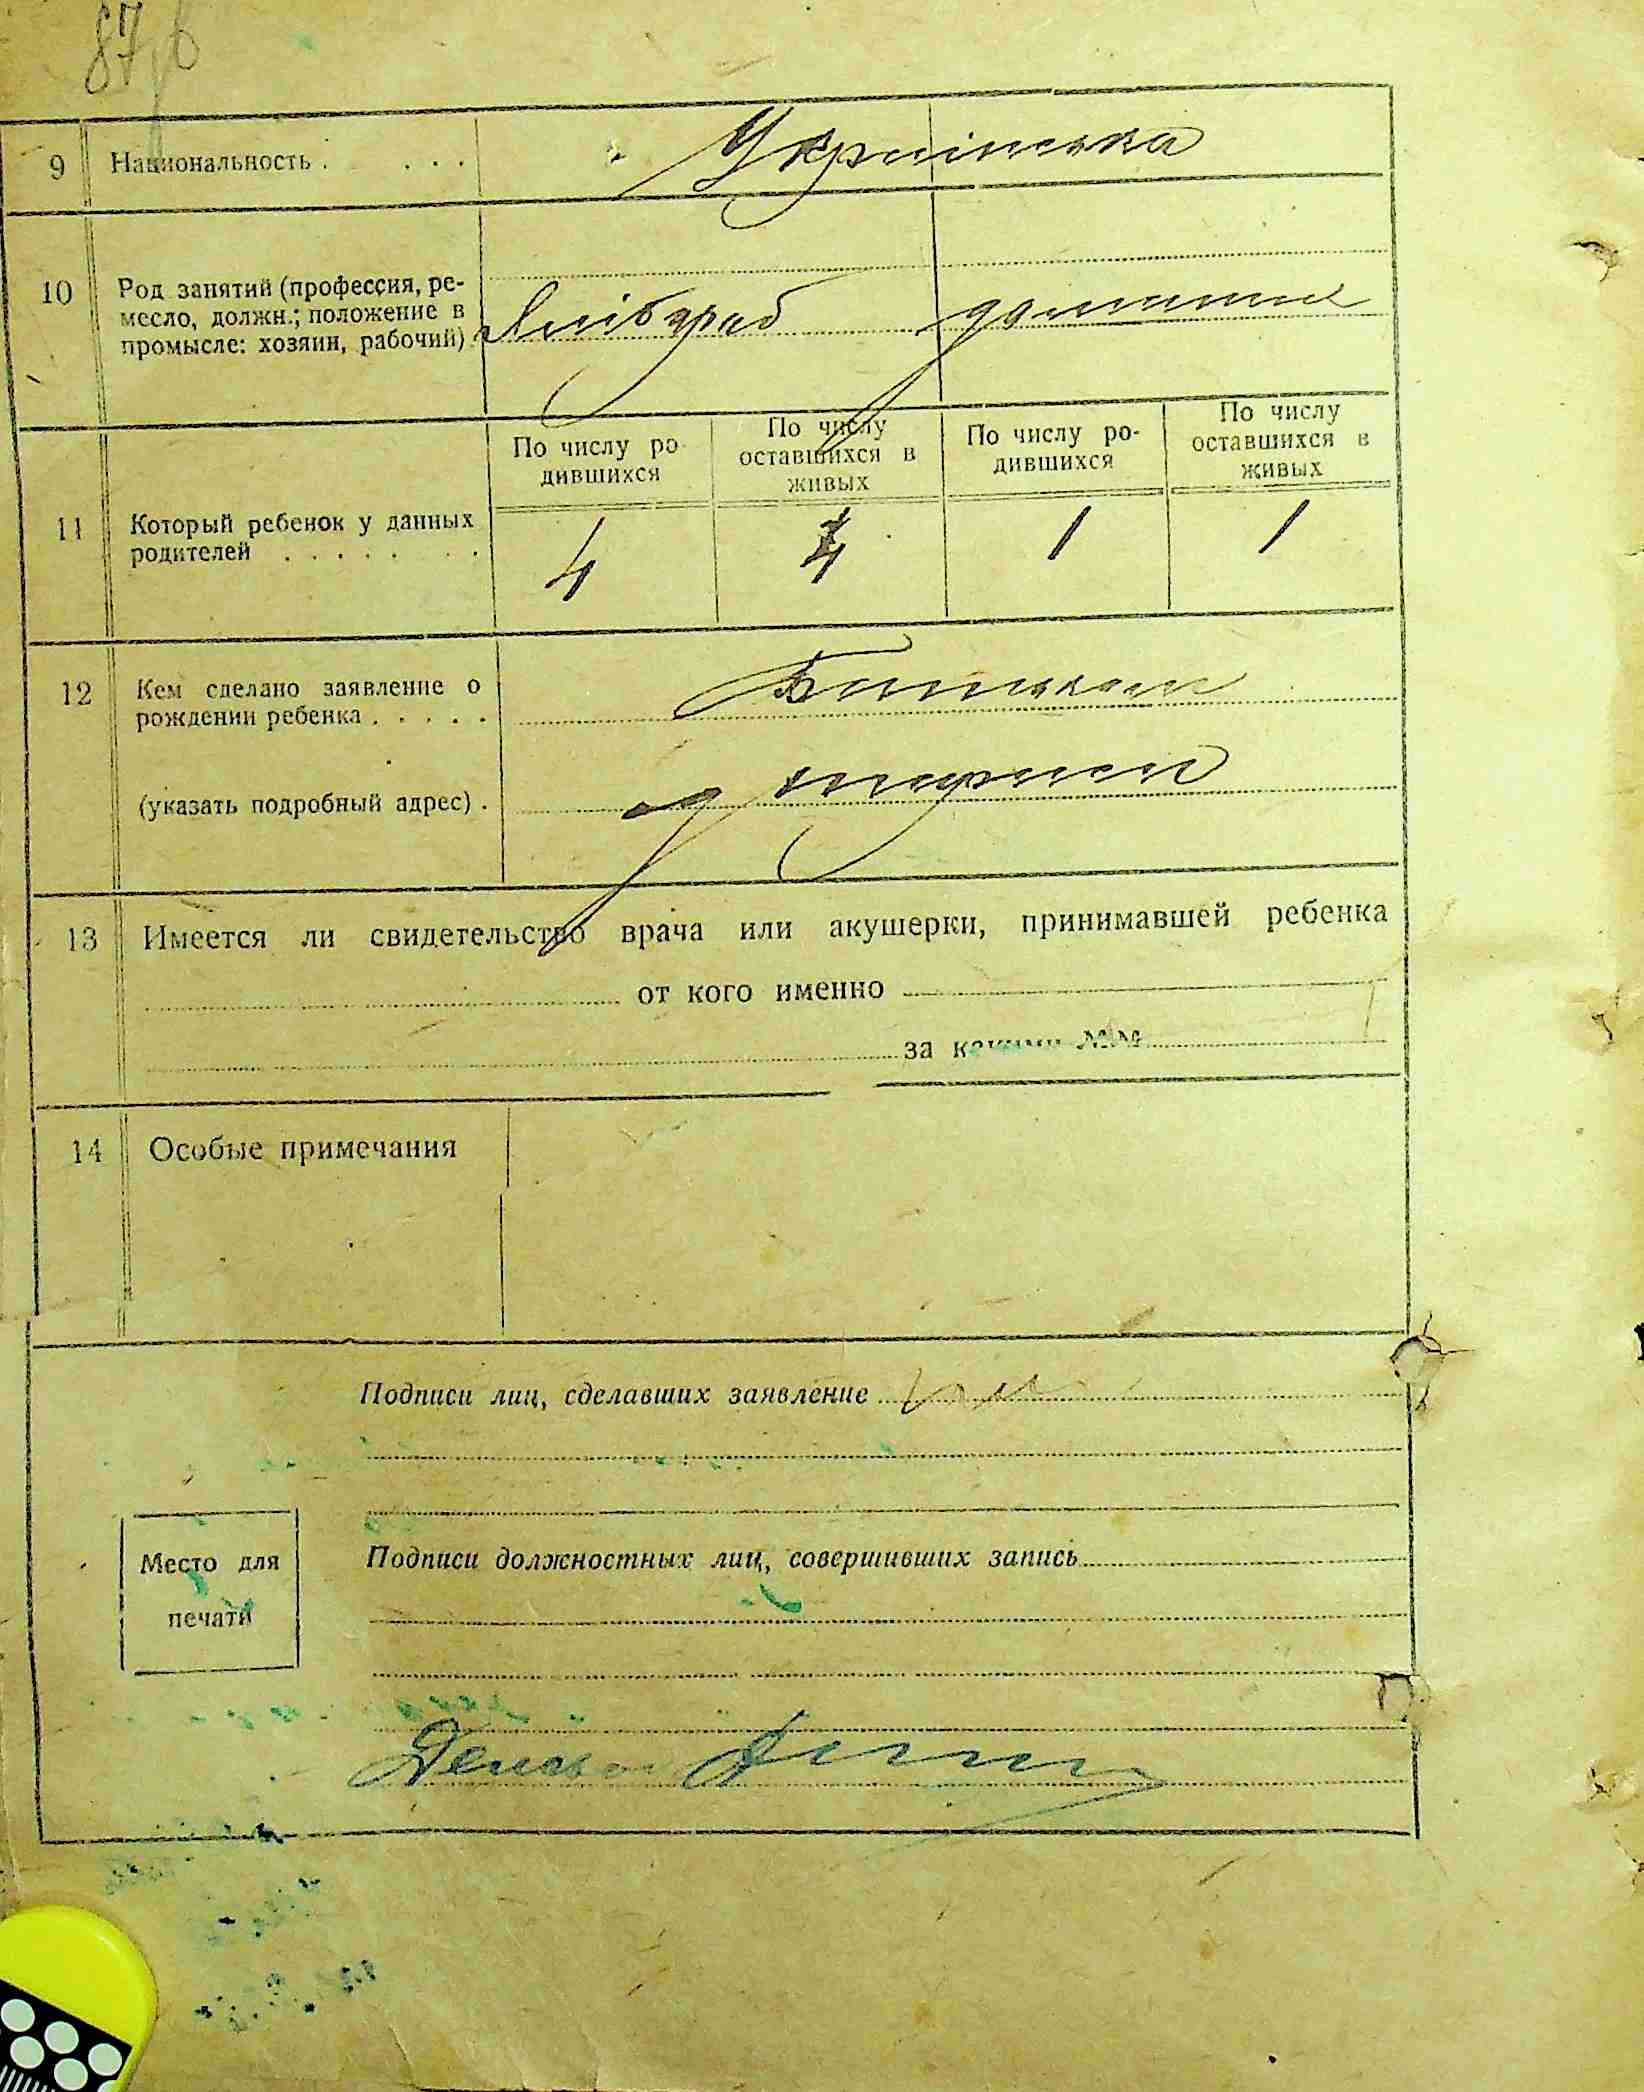 87
9 Национальность . . . . Українська
10 Род занятий (профессия, ре-
месло, должн.; положение в
промысле: хозяин, рабочий) Хлібороб домашня
По числу ро-
дившихся По числу
оставшихся в
живых По числу ро-
дившихся По числу
оставшихся в
живых
11 Который ребенок у данных
родителей . . . . . . . 4 4 1 1
12 Кем сделано заявление о
рождении ребенка . . . . . Батьком
(указать подробный адрес) .
13 Имеется ли свидетельство врача или акушерки, принимавшей ребенка
от кого именно
за какими №№
14 Особые примечания
Подписи лиц, сделавших заявление
Место для
печати
Подписи должностных лиц, совершивших запись